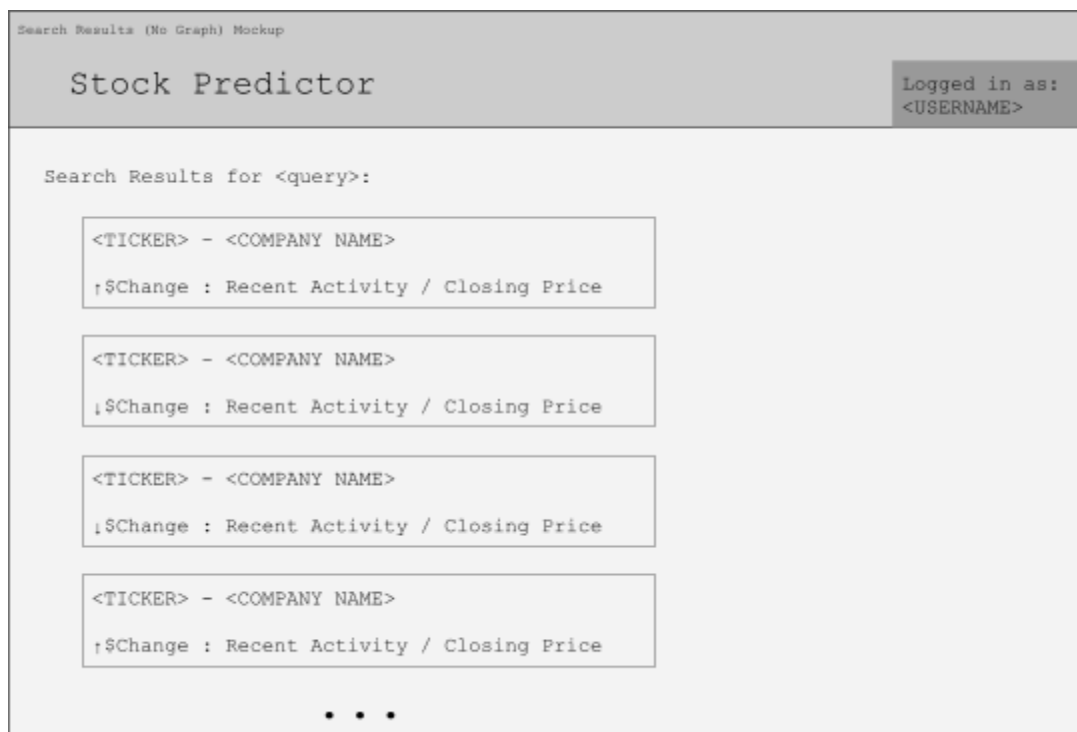 Search Results (No Graph) Mockup
Stock Predictor
Logged in as:
<USERNAME>
Search Results for <query>:
<TICKER> - <COMPANY NAME>
↑$Change : Recent Activity / Closing Price
<TICKER> - <COMPANY NAME>
↓$Change : Recent Activity / Closing Price
<TICKER> - <COMPANY NAME>
↓$Change : Recent Activity / Closing Price
<TICKER> - <COMPANY NAME>
↑$Change : Recent Activity / Closing Price
• • •